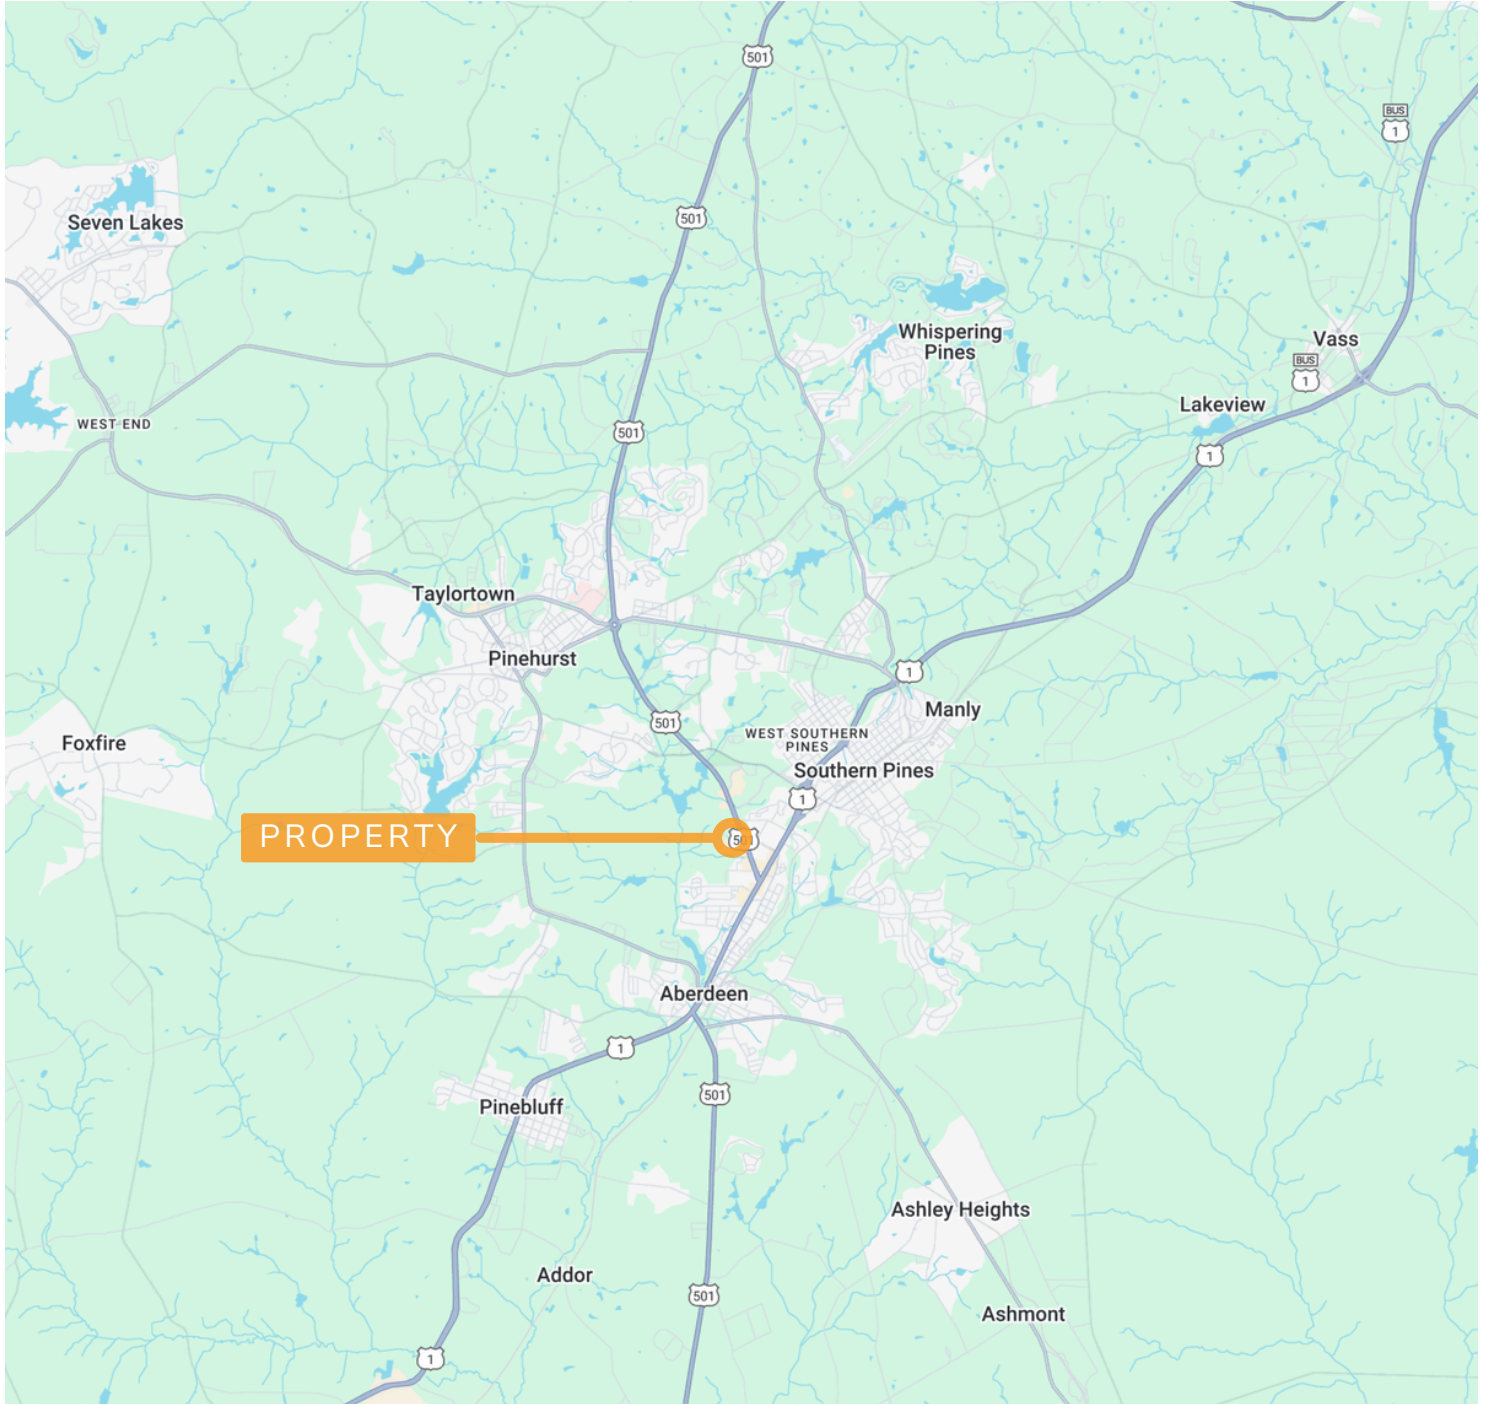 501
BUS
1
501
Seven Lakes
Whispering
Pines
Vass
BUS
1
Lakeview
WEST END
501
1
Taylortown
Pinehurst
1
Manly
501
WEST SOUTHERN
PINES
Foxfire
Southern Pines
1
PROPERTY
501
Aberdeen
1
501
Pinebluff
Ashley Heights
Addor
501
Ashmont
1